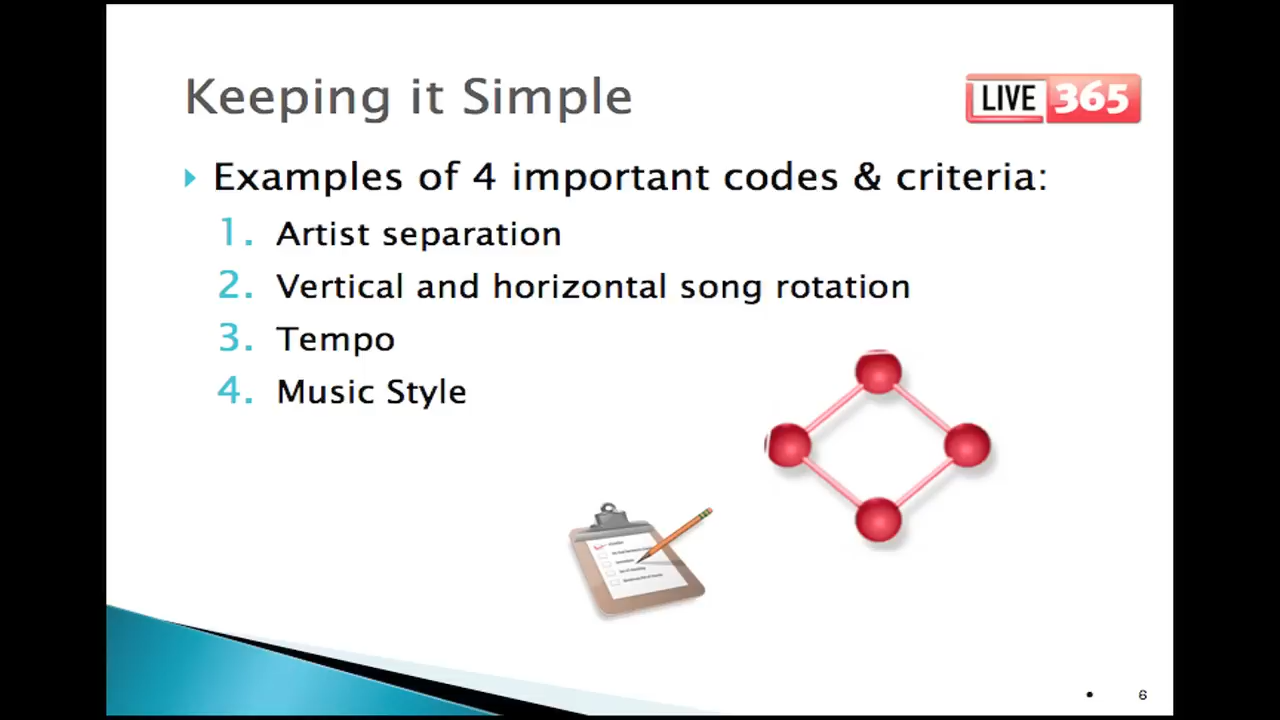 Keeping it Simple
LIVE 365
Examples of 4 important codes & criteria:
1. Artist separation
2. Vertical and horizontal song rotation
3. Tempo
4. Music Style
6